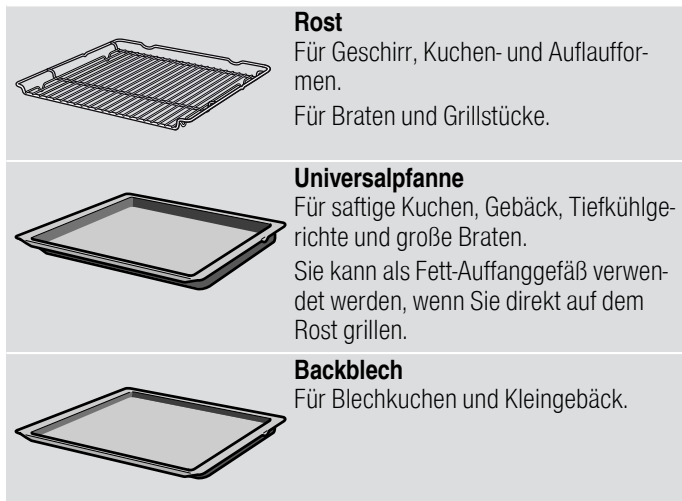 Rost
Für Geschirr, Kuchen- und Auflauffor-
men.
Für Braten und Grillstücke.
Universalpfanne
Für saftige Kuchen, Gebäck, Tiefkühlge-
richte und große Braten.
Sie kann als Fett-Auffanggefäß verwen-
det werden, wenn Sie direkt auf dem
Rost grillen.
Backblech
Für Blechkuchen und Kleingebäck.